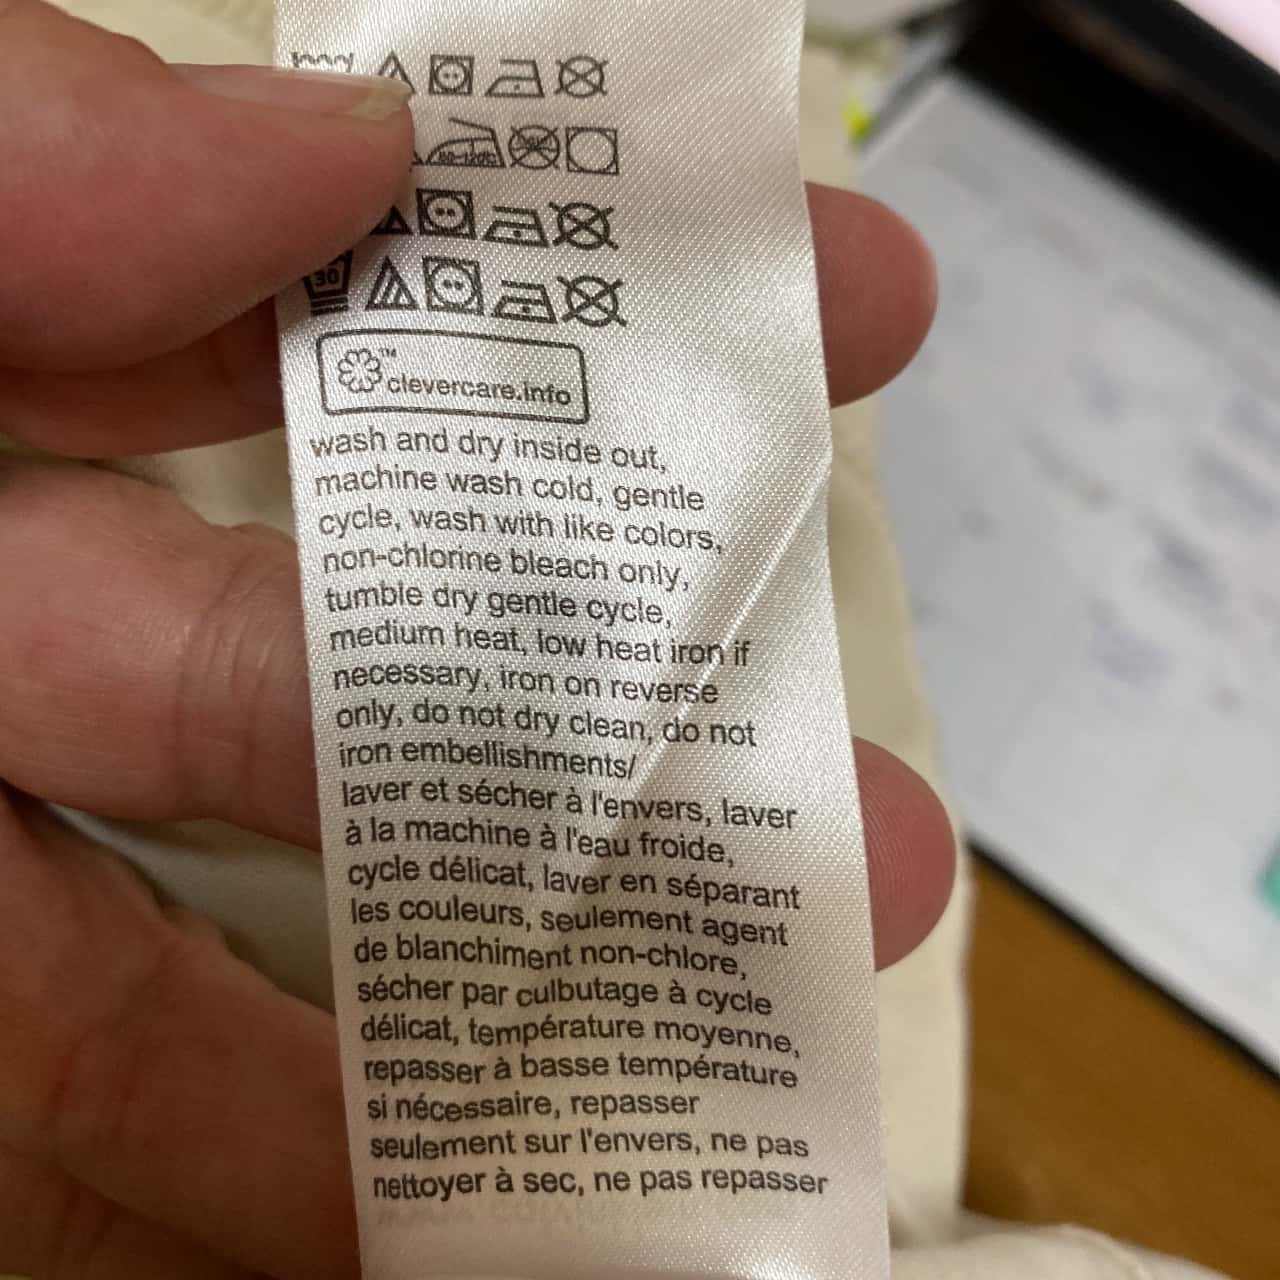 30
™
clevercare.info
wash and dry inside out,
machine wash cold, gentle
cycle, wash with like colors,
non-chlorine bleach only,
tumble dry gentle cycle,
medium heat, low heat iron if
necessary, iron on reverse
only, do not dry clean, do not
iron embellishments/
laver et sécher à l'envers, laver
à la machine à l'eau froide,
cycle délicat, laver en séparant
les couleurs, seulement agent
de blanchiment non-chlore,
sécher par culbutage à cycle
délicat, température moyenne,
repasser à basse température
si nécessaire, repasser
seulement sur l'envers, ne pas
nettoyer à sec, ne pas repasser